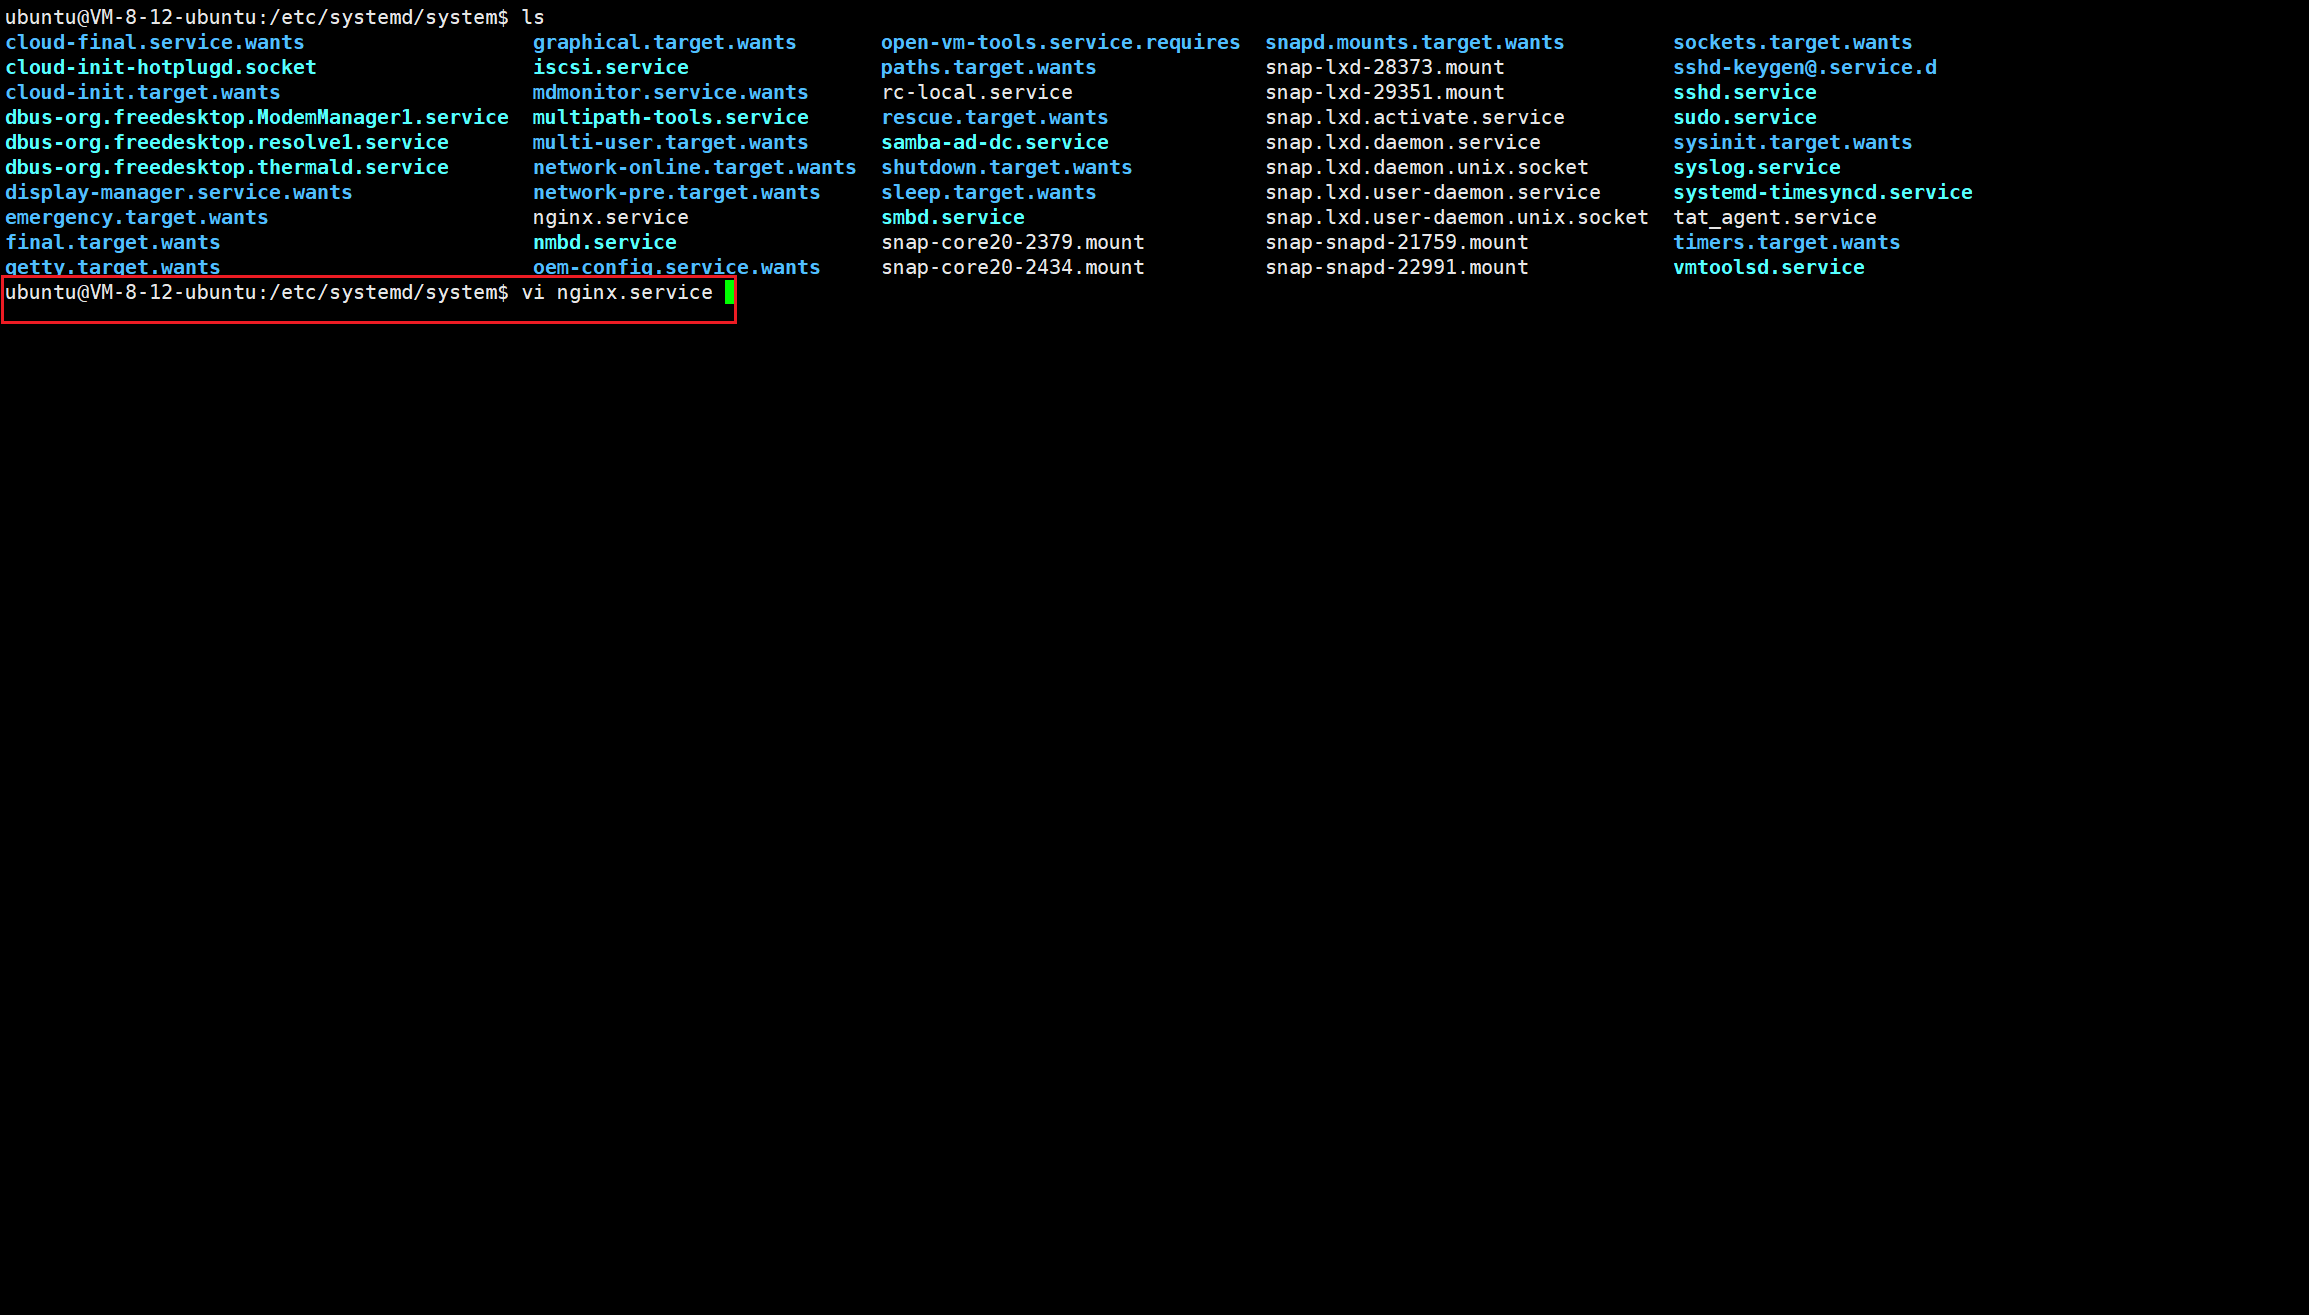 ubuntu@VM-8-12-ubuntu:/etc/systemd/system$ ls
cloud-final.service.wants graphical.target.wants open-vm-tools.service.requires snapd.mounts.target.wants sockets.target.wants
cloud-init-hotplugd.socket iscsi.service paths.target.wants snap-lxd-28373.mount sshd-keygen@.service.d
cloud-init.target.wants mdmonitor.service.wants rc-local.service snap-lxd-29351.mount sshd.service
dbus-org.freedesktop.ModemManager1.service multipath-tools.service rescue.target.wants snap.lxd.activate.service sudo.service
dbus-org.freedesktop.resolve1.service multi-user.target.wants samba-ad-dc.service snap.lxd.daemon.service sysinit.target.wants
dbus-org.freedesktop.thermald.service network-online.target.wants shutdown.target.wants snap.lxd.daemon.unix.socket syslog.service
display-manager.service.wants network-pre.target.wants sleep.target.wants snap.lxd.user-daemon.service systemd-timesyncd.service
emergency.target.wants nginx.service smbd.service snap.lxd.user-daemon.unix.socket tat_agent.service
final.target.wants nmbd.service snap-core20-2379.mount snap-snapd-21759.mount timers.target.wants
getty.target.wants oem-config.service.wants snap-core20-2434.mount snap-snapd-22991.mount vmtoolsd.service
ubuntu@VM-8-12-ubuntu:/etc/systemd/system$ vi nginx.service